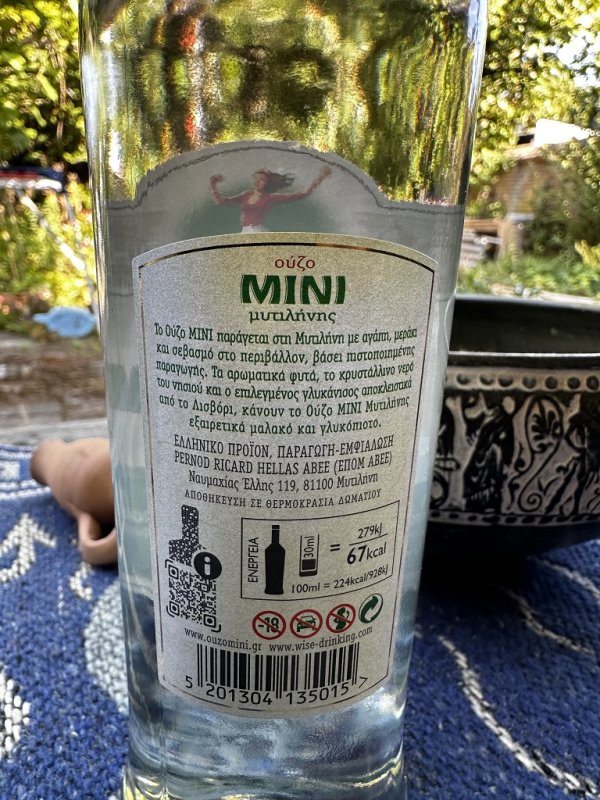 ούζο
MINI
μυτιλήνης
Το Ούζο MINI παράγεται στη Μυτιλήνη με αγάπη, μεράκι
και σεβασμό στο περιβάλλον, βάσει πιστοποιημένης
παραγωγής. Τα αρωματικά φυτά, το κρυστάλλινο νερό
του νησιού και ο επιλεγμένος γλυκάνισος αποκλειστικά
από το Λισβόρι, κάνουν το Ούζο MINI Μυτιλήνης
εξαιρετικά μαλακό και γλυκόποτο.
ΕΛΛΗΝΙΚΟ ΠΡΟΪΟΝ, ΠΑΡΑΓΩΓΗ-ΕΜΦΙΑΛΩΣΗ
PERNOD RICARD HELLAS ABEE (ΕΠΟΜ ΑΒΕΕ)
Ναυμαχίας Έλλης 119, 81100 Μυτιλήνη
ΑΠΟΘΗΚΕΥΣΗ ΣΕ ΘΕΡΜΟΚΡΑΣΙΑ ΔΩΜΑΤΙΟΥ
i
ΕΝΕΡΓΕΙΑ
30ml
= 279kJ
67kcal
100ml = 224kcal/928kJ
-18
www.ouzomini.gr www.wise-drinking.com
5 201304 135015 >